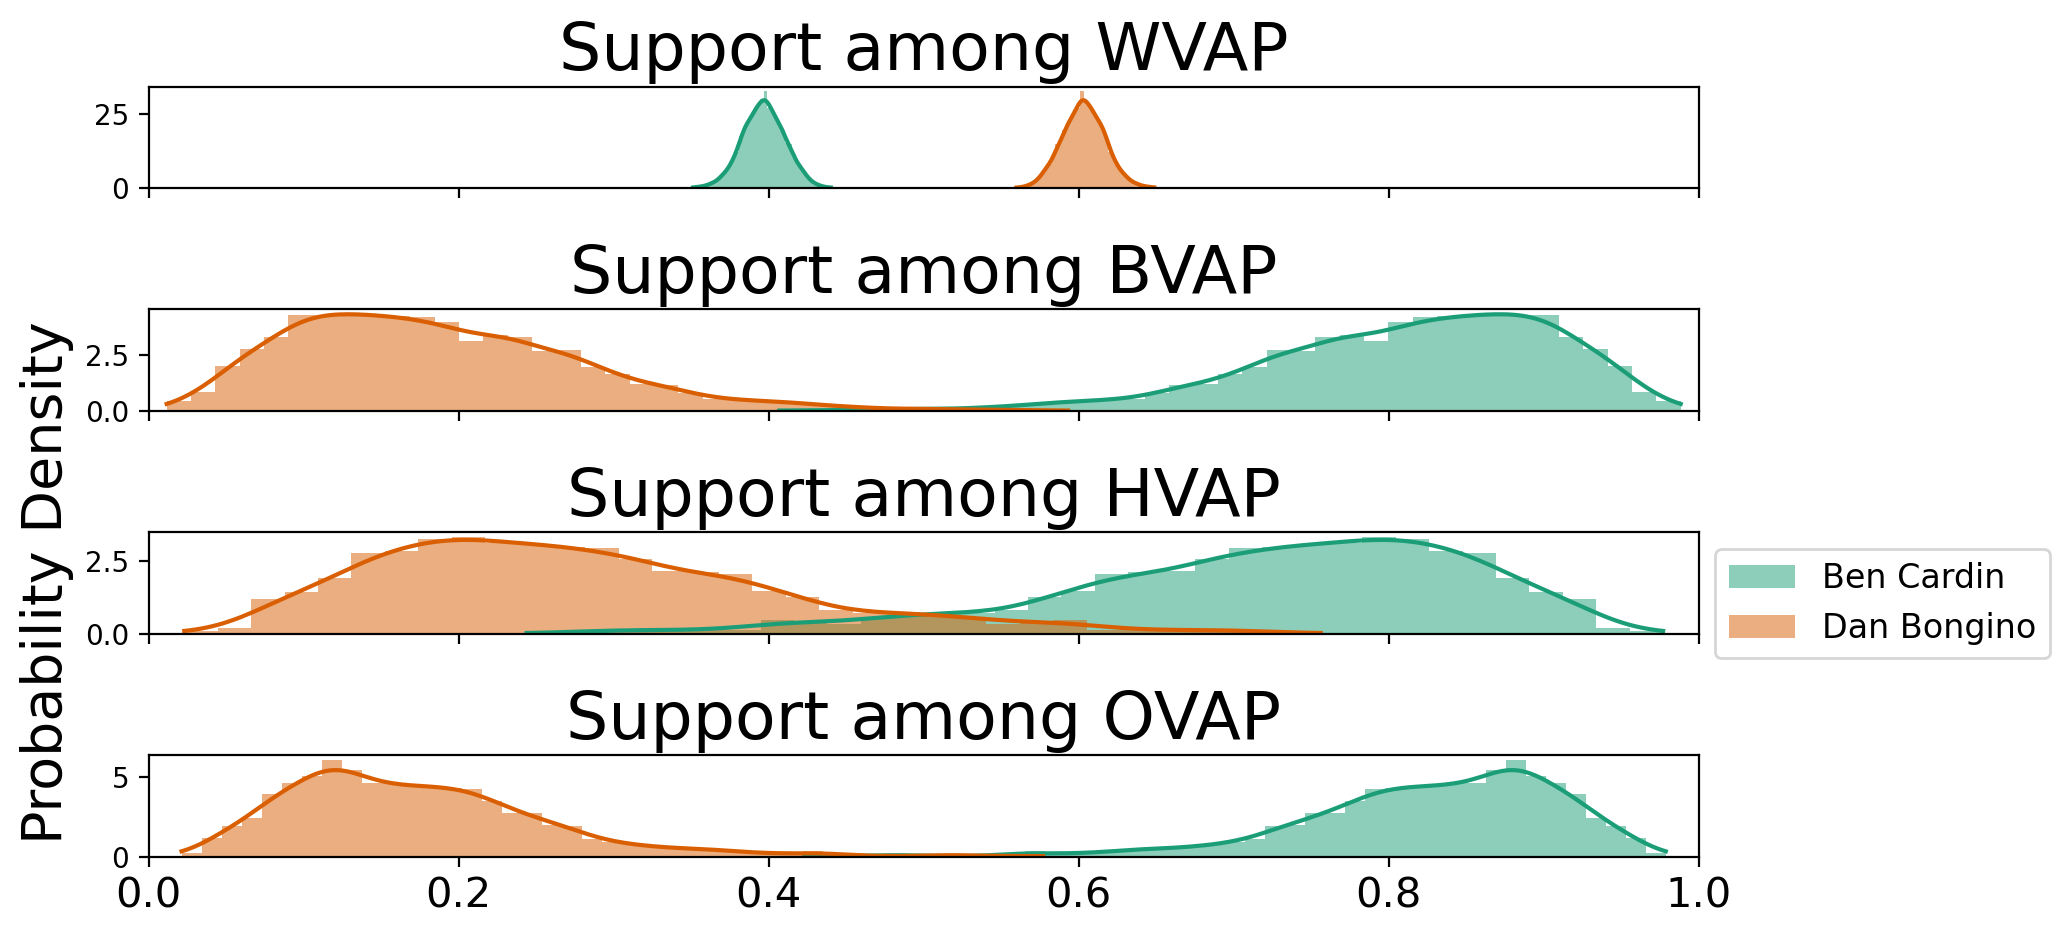 Support among WVAP
25
0
Support among BVAP
2.5
0.0
Support among HVAP
2.5
0.0
Support among OVAP
5
0
0.0 0.2 0.4 0.6 0.8 1.0
Probability Density
Ben Cardin
Dan Bongino